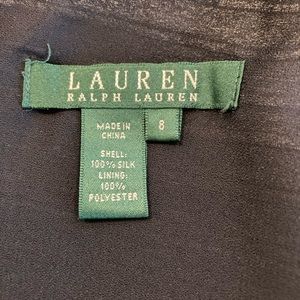 LAUREN
RALPH LAUREN
MADE IN
CHINA
8
SHELL:
100% SILK
LINING:
100%
POLYESTER